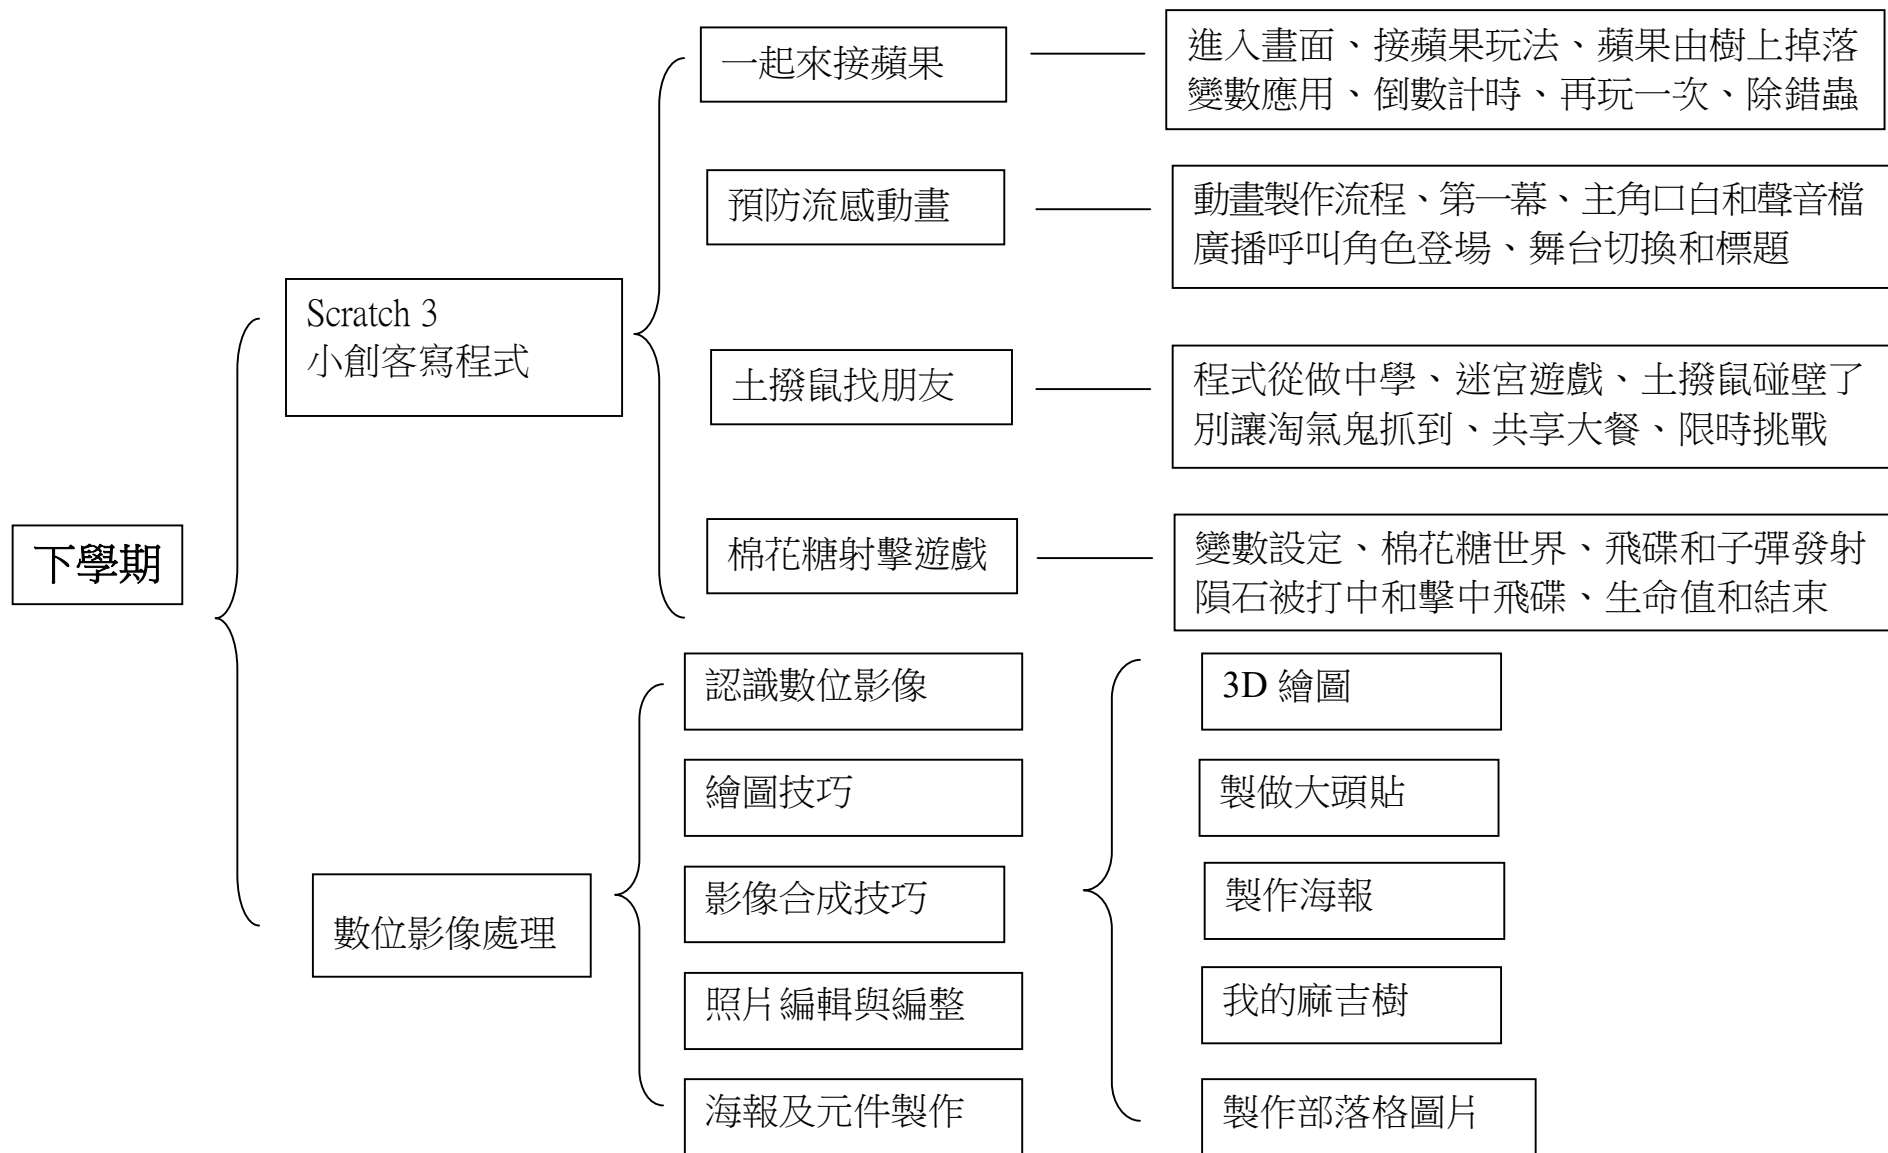 下學期
Scratch 3
小創客寫程式
一起來接蘋果
進入畫面、接蘋果玩法、蘋果由樹上掉落
變數應用、倒數計時、再玩一次、除錯蟲
預防流感動畫
動畫製作流程、第一幕、主角口白和聲音檔
廣播呼叫角色登場、舞台切換和標題
土撥鼠找朋友
程式從做中學、迷宮遊戲、土撥鼠碰壁了
別讓淘氣鬼抓到、共享大餐、限時挑戰
棉花糖射擊遊戲
變數設定、棉花糖世界、飛碟和子彈發射
隕石被打中和擊中飛碟、生命值和結束
數位影像處理
認識數位影像
繪圖技巧
影像合成技巧
照片編輯與編整
海報及元件製作
3D 繪圖
製做大頭貼
製作海報
我的麻吉樹
製作部落格圖片